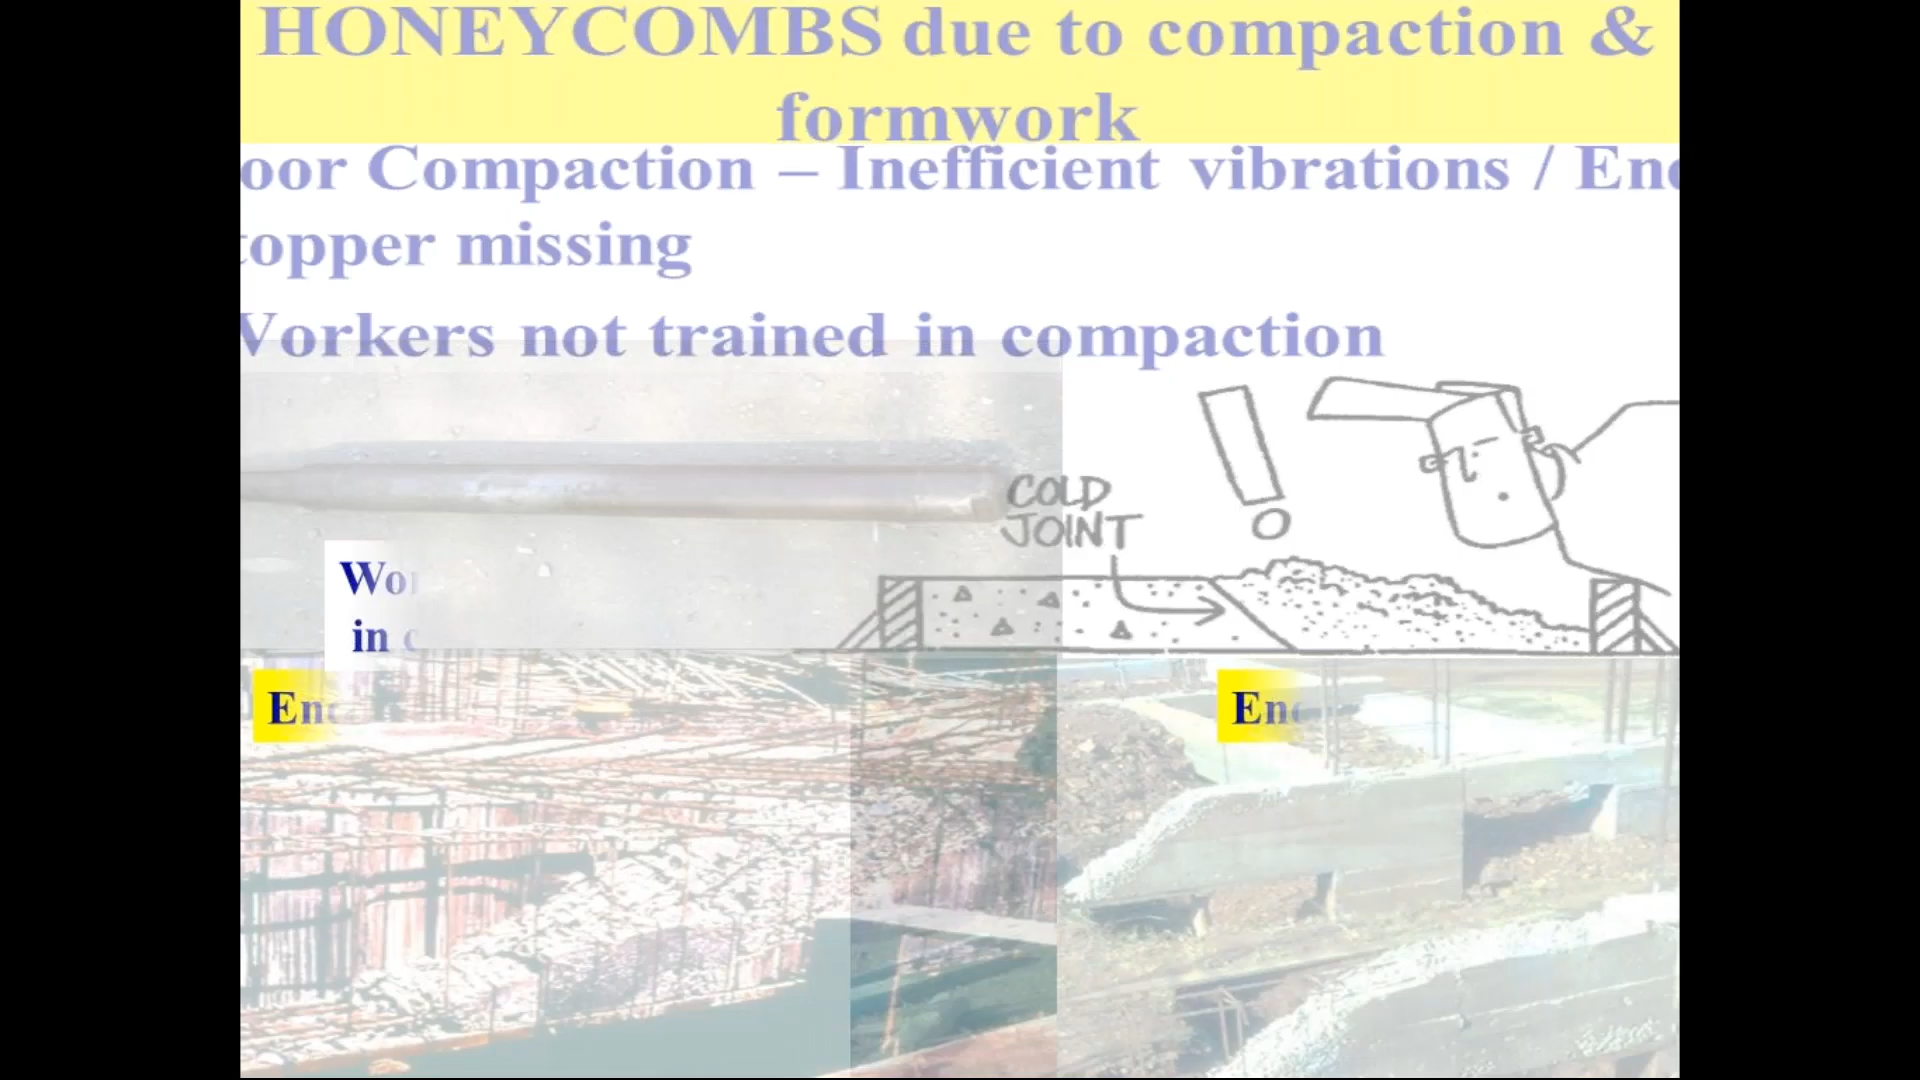 HONEYCOMBS due to compaction &
formwork
oor Compaction – Inefficient vibrations / En
topper missing
Vorkers not trained in compaction
COLD
JOINT
Wo
in
En
En